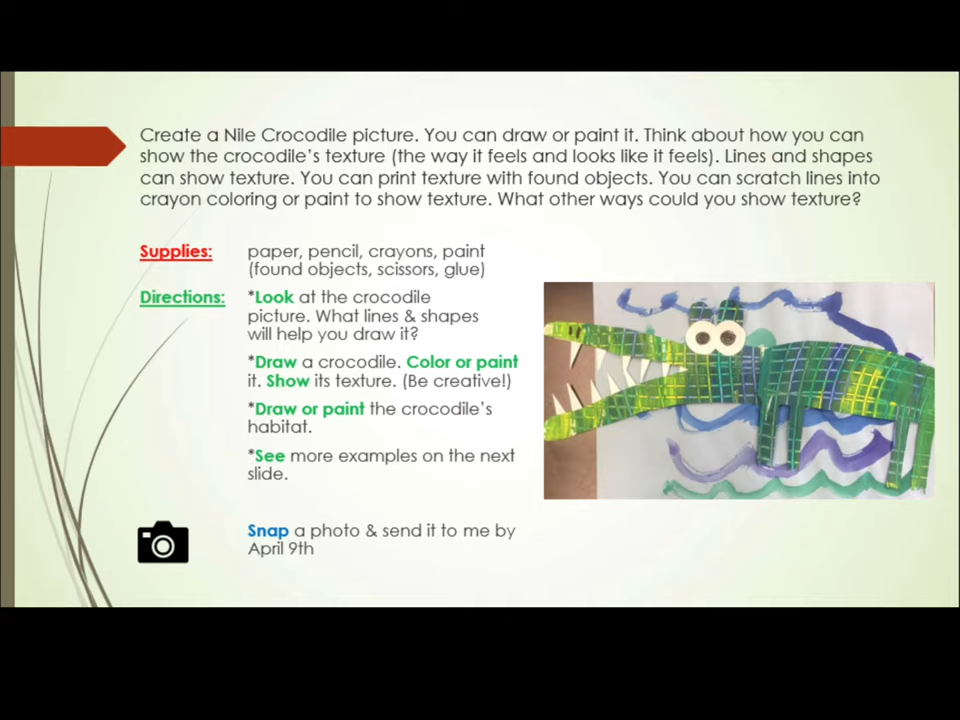 Create a Nile Crocodile picture. You can draw or paint it. Think about how you can
show the crocodile's texture (the way it feels and looks like it feels). Lines and shapes
can show texture. You can print texture with found objects. You can scratch lines into
crayon coloring or paint to show texture. What other ways could you show texture?
Supplies: paper, pencil, crayons, paint
(found objects, scissors, glue)
Directions: *Look at the crocodile
picture. What lines & shapes
will help you draw it?
*Draw a crocodile. Color or paint
it. Show its texture. (Be creative!)
*Draw or paint the crocodile's
habitat.
*See more examples on the next
slide.
Snap a photo & send it to me by
April 9th